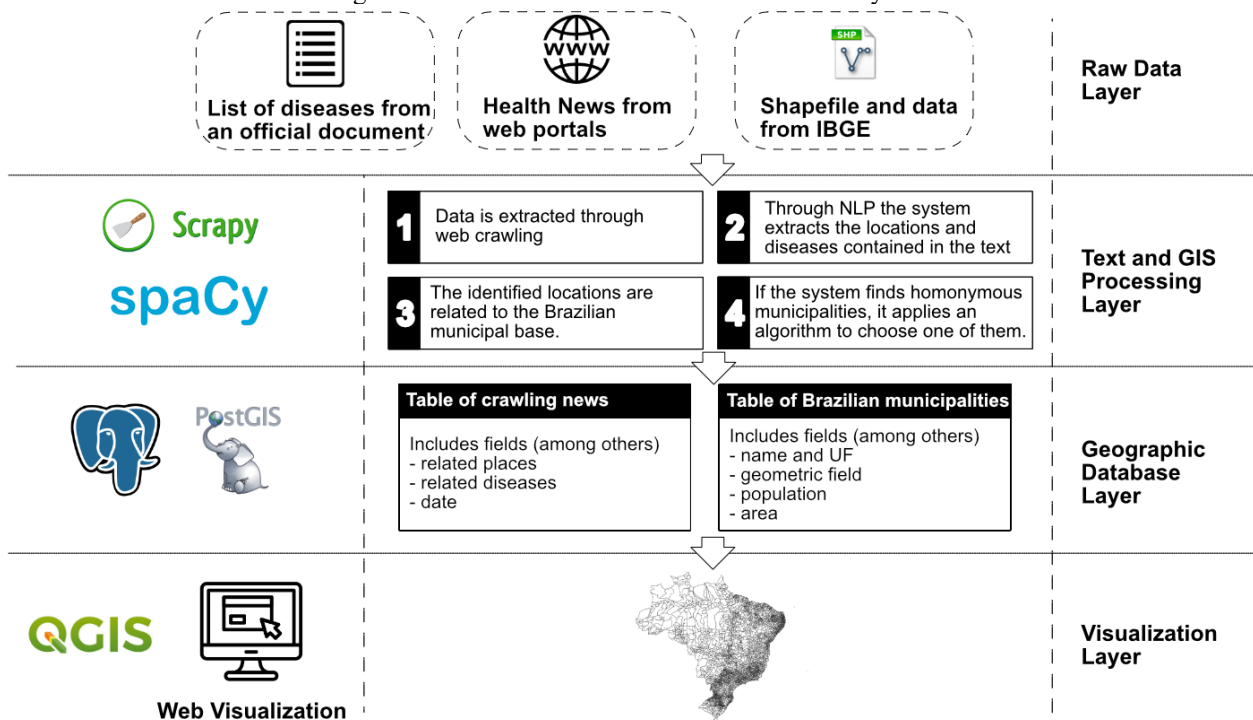 WWW
SHP
List of diseases from
an official document
Health News from
web portals
Shapefile and data
from IBGE
Raw Data
Layer
Scrapy
spaCy
1
Data is extracted through
web crawling
2
Through NLP the system
extracts the locations and
diseases contained in the text
3
The identified locations are
related to the Brazilian
municipal base.
4
If the system finds homonymous
municipalities, it applies an
algorithm to choose one of them.
Text and GIS
Processing
Layer
PostGIS
Table of crawling news
Includes fields (among others)
- related places
- related diseases
- date
Table of Brazilian municipalities
Includes fields (among others)
- name and UF
- geometric field
- population
- area
Geographic
Database
Layer
QGIS
Web Visualization
Visualization
Layer